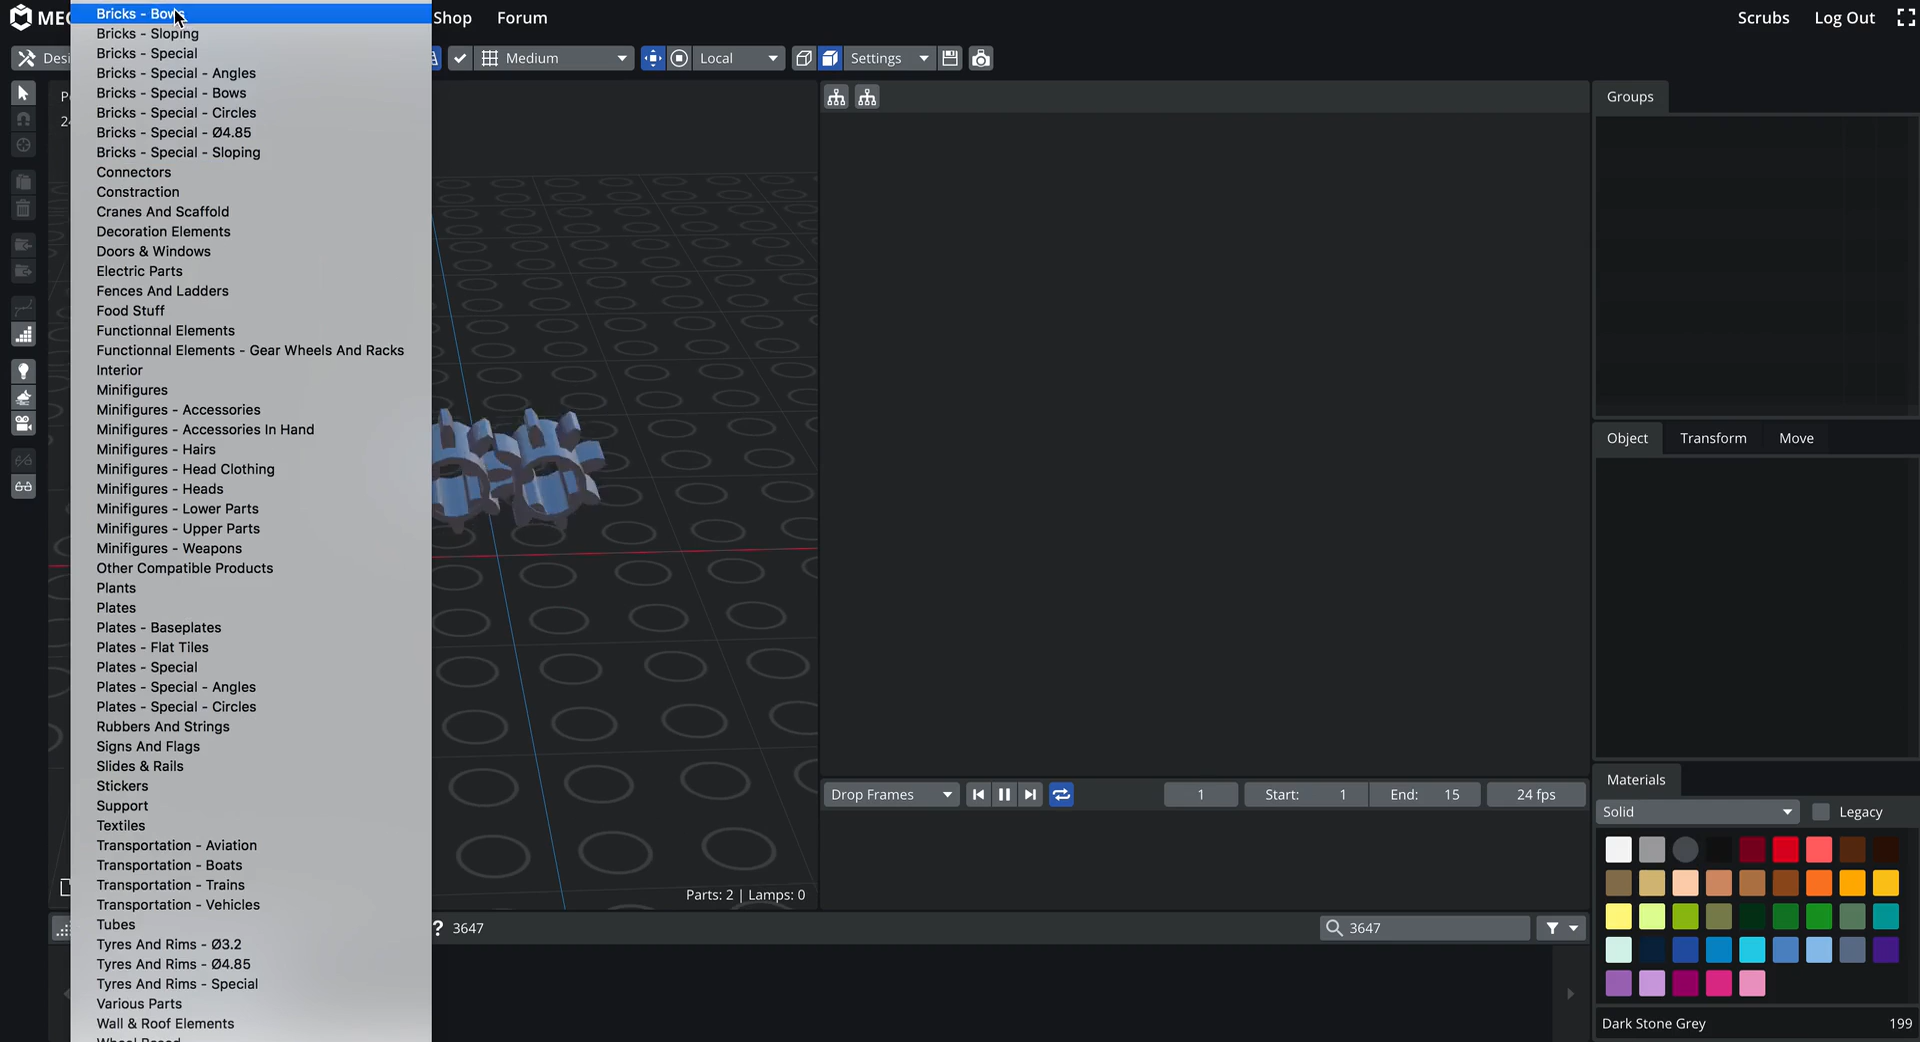 MEC
Shop
Forum
Scrubs
Log Out
Desi
Medium
Local
Settings
Bricks - Bows
Bricks - Sloping
Bricks - Special
Bricks - Special - Angles
Bricks - Special - Bows
Bricks - Special - Circles
Bricks - Special - Ø4.85
Bricks - Special - Sloping
Connectors
Constraction
Cranes And Scaffold
Decoration Elements
Doors & Windows
Electric Parts
Fences And Ladders
Food Stuff
Functionnal Elements
Functionnal Elements - Gear Wheels And Racks
Interior
Minifigures
Minifigures - Accessories
Minifigures - Accessories In Hand
Minifigures - Hairs
Minifigures - Head Clothing
Minifigures - Heads
Minifigures - Lower Parts
Minifigures - Upper Parts
Minifigures - Weapons
Other Compatible Products
Plants
Plates
Plates - Baseplates
Plates - Flat Tiles
Plates - Special
Plates - Special - Angles
Plates - Special - Circles
Rubbers And Strings
Signs And Flags
Slides & Rails
Stickers
Support
Textiles
Transportation - Aviation
Transportation - Boats
Transportation - Trains
Transportation - Vehicles
Tubes
Tyres And Rims - Ø3.2
Tyres And Rims - Ø4.85
Tyres And Rims - Special
Various Parts
Wall & Roof Elements
Parts: 2 | Lamps: 0
? 3647
3647
Drop Frames
1
Start: 1
End: 15
24 fps
Groups
Object
Transform
Move
Materials
Solid
Legacy
Dark Stone Grey
199